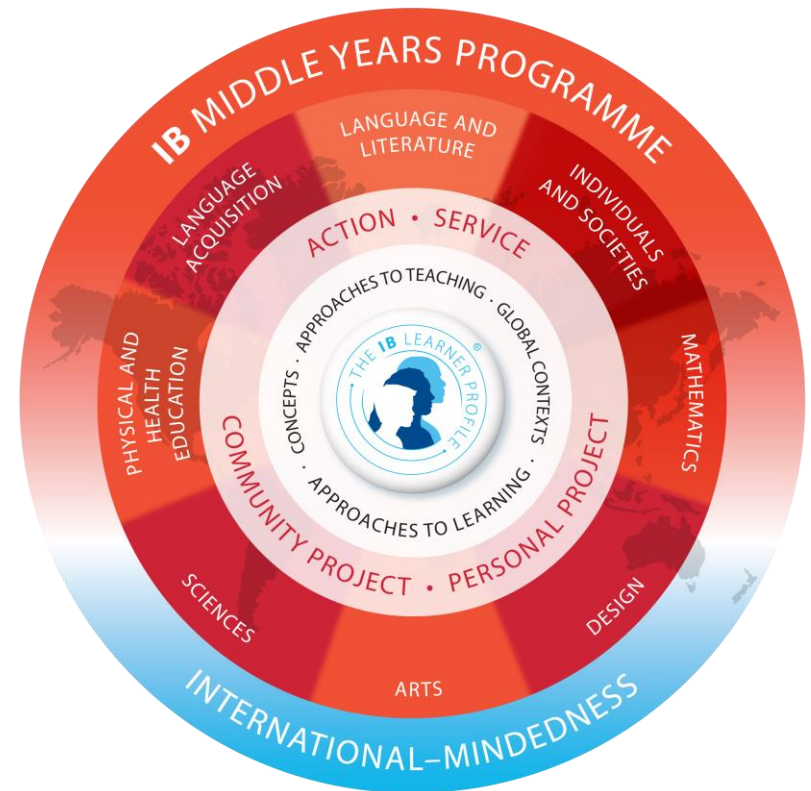 IB MIDDLE YEARS PROGRAMME
LANGUAGE AND
LITERATURE
INDIVIDUALS
AND SOCIETIES
MATHEMATICS
DESIGN
ARTS
SCIENCES
PHYSICAL AND
HEALTH
EDUCATION
LANGUAGE
ACQUISITION
ACTION · SERVICE
COMMUNITY PROJECT · PERSONAL PROJECT
· CONCEPTS · APPROACHES TO TEACHING · GLOBAL CONTEXTS ·
APPROACHES TO LEARNING
THE IB LEARNER PROFILE ®
INTERNATIONAL–MINDEDNESS